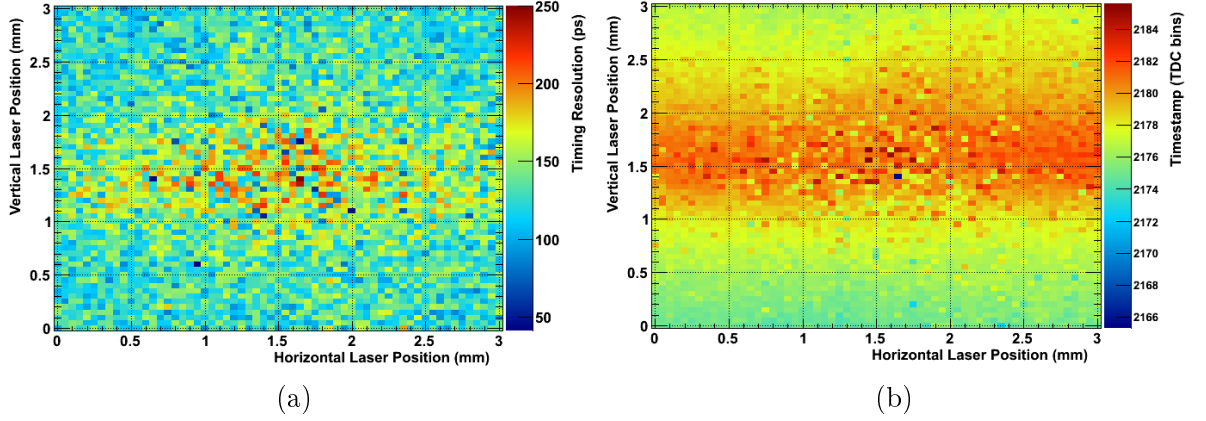 3
2.5
2
1.5
1
0.5
0
0 0.5 1 1.5 2 2.5 3
Vertical Laser Position (mm)
Horizontal Laser Position (mm)
250
200
150
100
50
Timing Resolution (ps)
(a)
3
2.5
2
1.5
1
0.5
0
0 0.5 1 1.5 2 2.5 3
Vertical Laser Position (mm)
Horizontal Laser Position (mm)
2184
2182
2180
2178
2176
2174
2172
2170
2168
2166
Timestamp (TDC bins)
(b)